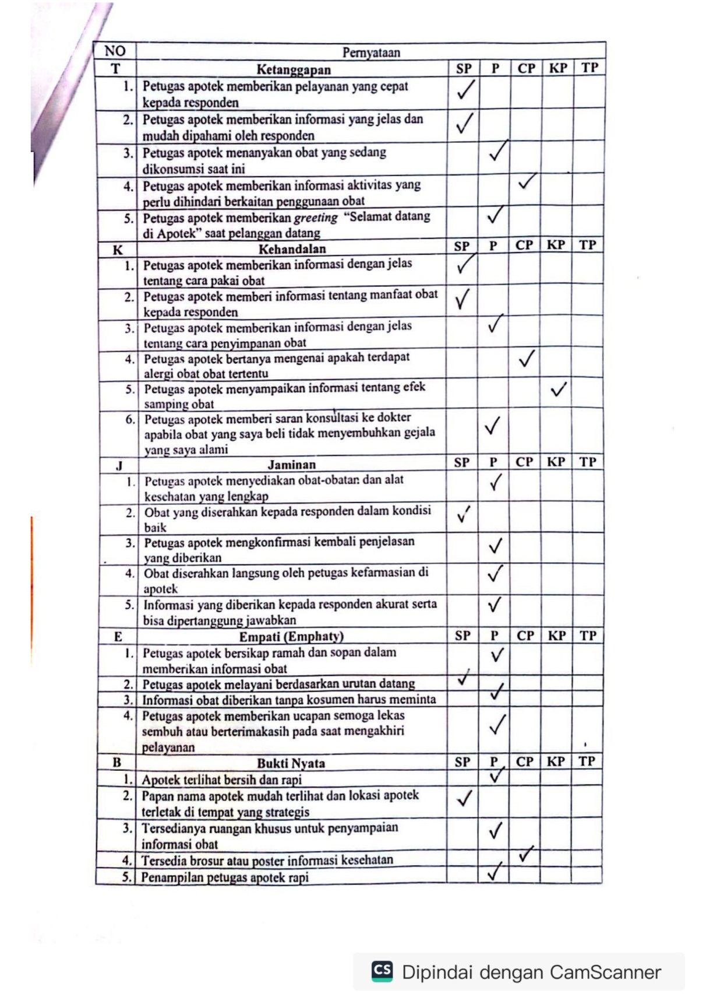 NO Pernyataan
T Ketanggapan SP P CP KP TP
1. Petugas apotek memberikan pelayanan yang cepat ✓
kepada responden
2. Petugas apotek memberikan informasi yang jelas dan ✓
mudah dipahami oleh responden
3. Petugas apotek menanyakan obat yang sedang ✓
dikonsumsi saat ini
4. Petugas apotek memberikan informasi aktivitas yang ✓
perlu dihindari berkaitan penggunaan obat
5. Petugas apotek memberikan greeting “Selamat datang ✓
di Apotek” saat pelanggan datang
K Kehandalan SP P CP KP TP
1. Petugas apotek memberikan informasi dengan jelas ✓
tentang cara pakai obat
2. Petugas apotek memberi informasi tentang manfaat obat ✓
kepada responden
3. Petugas apotek memberikan informasi dengan jelas ✓
tentang cara penyimpanan obat
4. Petugas apotek bertanya mengenai apakah terdapat ✓
alergi obat obat tertentu
5. Petugas apotek menyampaikan informasi tentang efek ✓
samping obat
6. Petugas apotek memberi saran konsultasi ke dokter ✓
apabila obat yang saya beli tidak menyembuhkan gejala
yang saya alami
J Jaminan SP P CP KP TP
1. Petugas apotek menyediakan obat-obatan dan alat ✓
kesehatan yang lengkap
2. Obat yang diserahkan kepada responden dalam kondisi ✓
baik
3. Petugas apotek mengkonfirmasi kembali penjelasan ✓
yang diberikan
4. Obat diserahkan langsung oleh petugas kefarmasian di ✓
apotek
5. Informasi yang diberikan kepada responden akurat serta ✓
bisa dipertanggung jawabkan
E Empati (Emphaty) SP P CP KP TP
1. Petugas apotek bersikap ramah dan sopan dalam ✓
memberikan informasi obat
2. Petugas apotek melayani berdasarkan urutan datang ✓
3. Informasi obat diberikan tanpa kosumen harus meminta ✓
4. Petugas apotek memberikan ucapan semoga lekas ✓
sembuh atau berterimakasih pada saat mengakhiri
pelayanan
B Bukti Nyata SP P CP KP TP
1. Apotek terlihat bersih dan rapi ✓
2. Papan nama apotek mudah terlihat dan lokasi apotek ✓
terletak di tempat yang strategis
3. Tersedianya ruangan khusus untuk penyampaian ✓
informasi obat
4. Tersedia brosur atau poster informasi kesehatan ✓
5. Penampilan petugas apotek rapi ✓
CS Dipindai dengan CamScanner